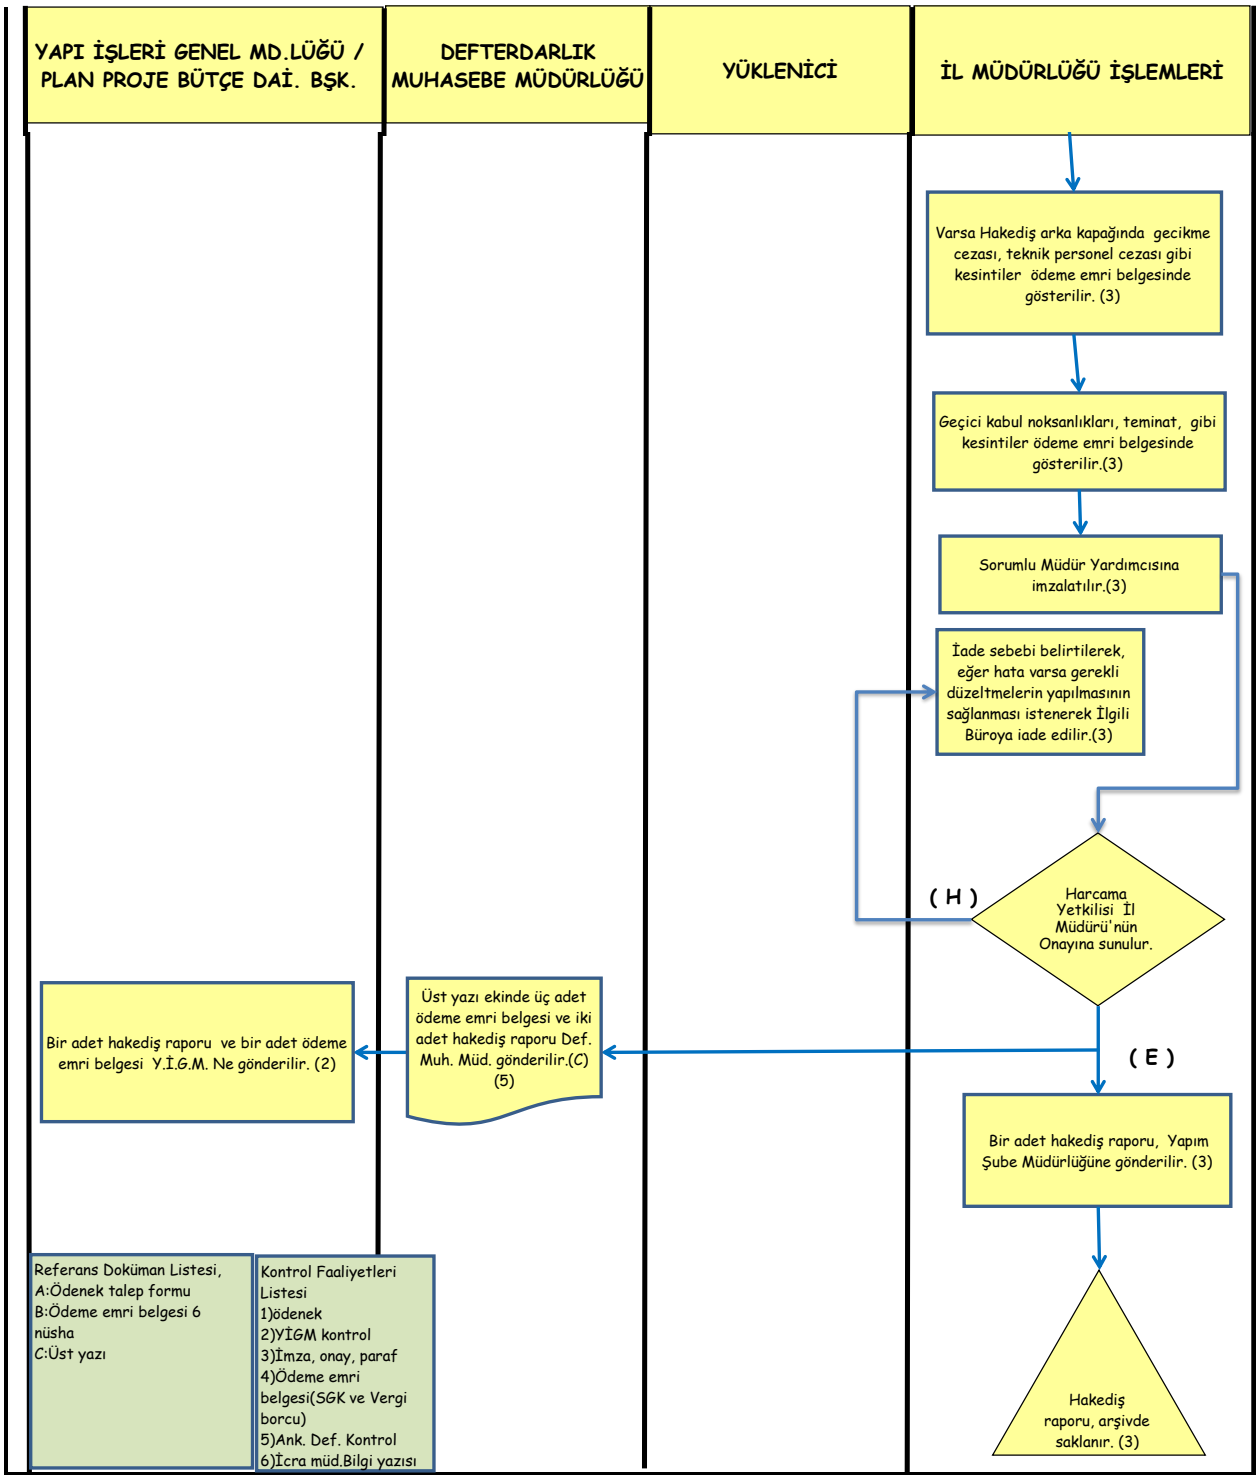 YAPI İŞLERİ GENEL MD.LÜĞÜ /
PLAN PROJE BÜTÇE DAİ. BŞK.
DEFTERDARLIK
MUHASEBE MÜDÜRLÜĞÜ
YÜKLENİCİ
İL MÜDÜRLÜĞÜ İŞLEMLERİ
Varsa Hakediş arka kapağında gecikme
cezası, teknik personel cezası gibi
kesintiler ödeme emri belgesinde
gösterilir. (3)
Geçici kabul noksanlıkları, teminat, gibi
kesintiler ödeme emri belgesinde
gösterilir.(3)
Sorumlu Müdür Yardımcısına
imzalatılır.(3)
İade sebebi belirtilerek,
eğer hata varsa gerekli
düzeltmelerin yapılmasının
sağlanması istenerek İlgili
Büroya iade edilir.(3)
( H )
Harcama
Yetkilisi İl
Müdürü'nün
Onayına sunulur.
Bir adet hakediş raporu ve bir adet ödeme
emri belgesi Y.İ.G.M. Ne gönderilir. (2)
Üst yazı ekinde üç adet
ödeme emri belgesi ve iki
adet hakediş raporu Def.
Muh. Müd. gönderilir.(C)
(5)
( E )
Bir adet hakediş raporu, Yapım
Şube Müdürlüğüne gönderilir. (3)
Referans Doküman Listesi,
A:Ödenek talep formu
B:Ödeme emri belgesi 6
nüsha
C:Üst yazı
Kontrol Faaliyetleri
Listesi
1)ödenek
2)YİGM kontrol
3)İmza, onay, paraf
4)Ödeme emri
belgesi(SGK ve Vergi
borcu)
5)Ank. Def. Kontrol
6)İcra müd.Bilgi yazısı
Hakediş
raporu, arşivde
saklanır. (3)